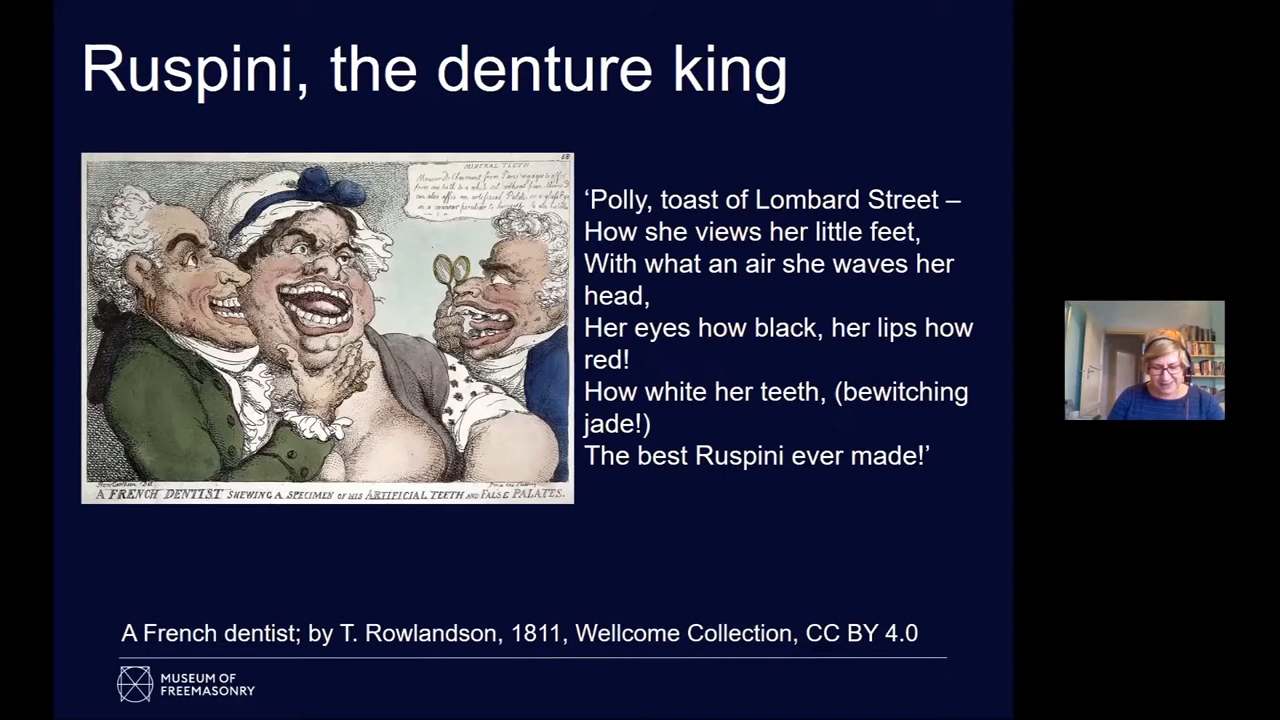 Ruspini, the denture king
68
MINERAL TEETH
‘Polly, toast of Lombard Street –
How she views her little feet,
With what an air she waves her
head,
Her eyes how black, her lips how
red!
How white her teeth, (bewitching
jade!)
The best Ruspini ever made!’
A FRENCH DENTIST SHEWING A SPECIMEN OF HIS ARTIFICIAL TEETH AND FALSE PALATES.
A French dentist; by T. Rowlandson, 1811, Wellcome Collection, CC BY 4.0
MUSEUM OF
FREEMASONRY